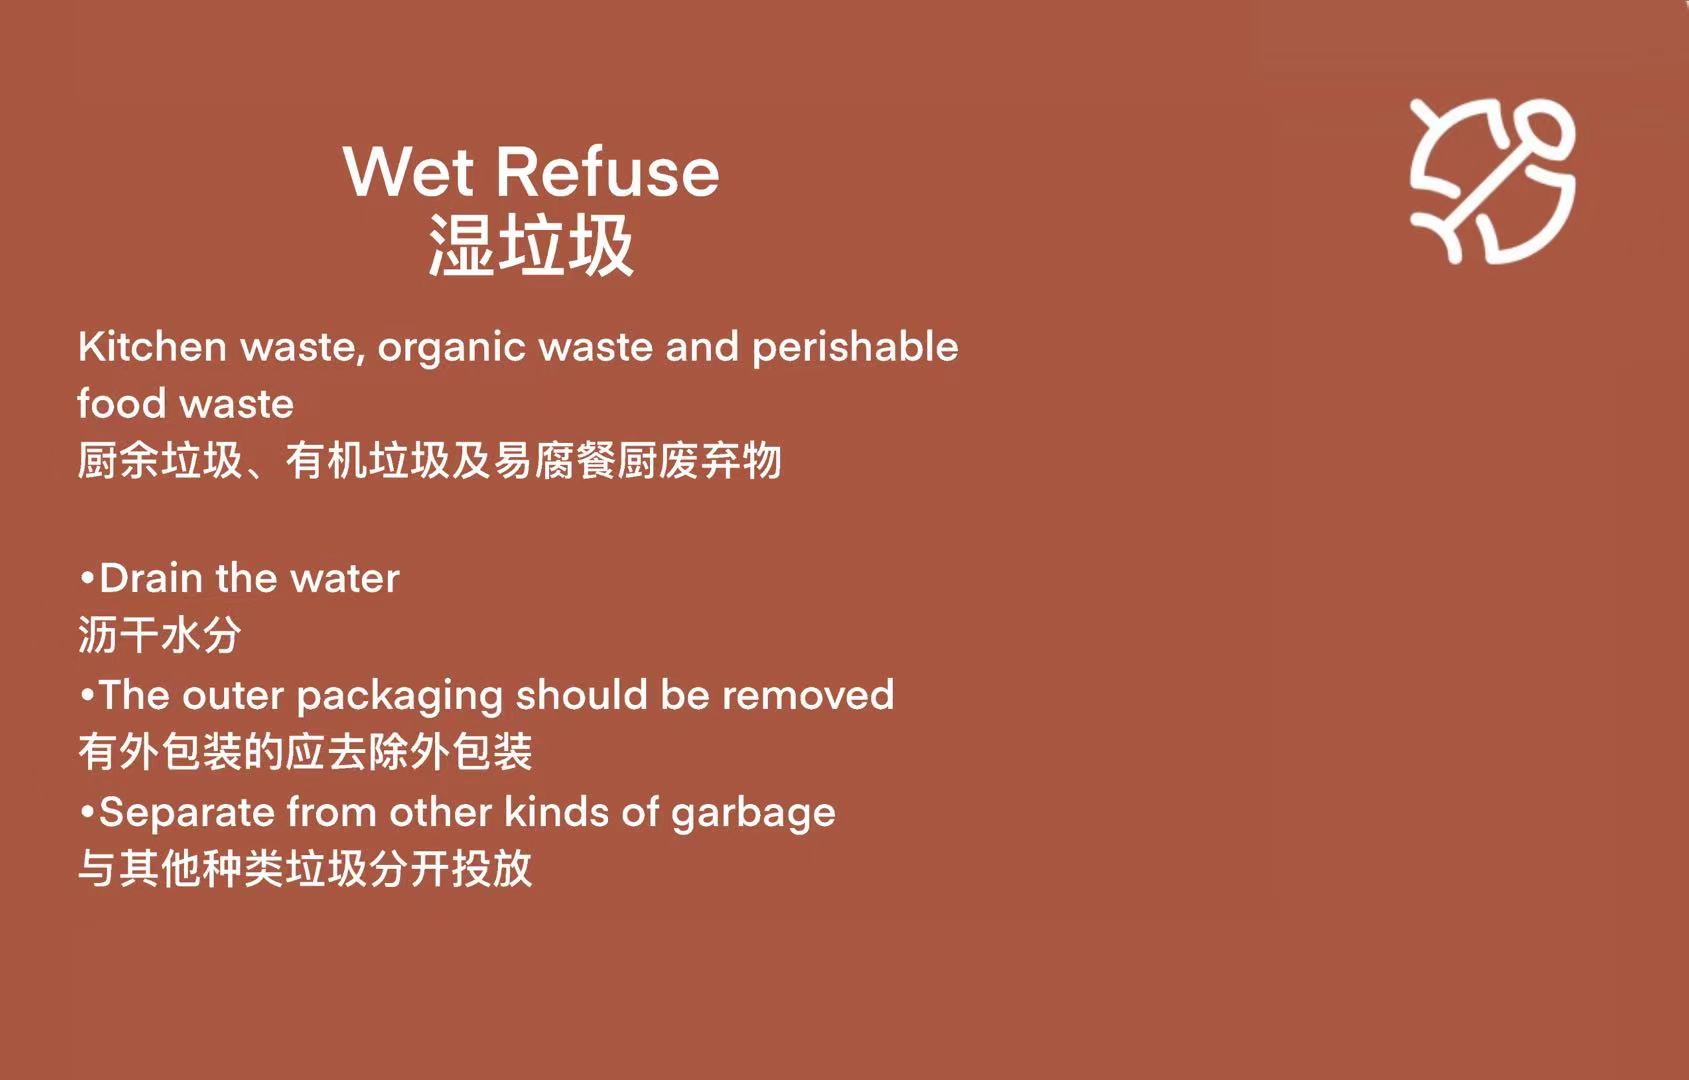 Wet Refuse
湿垃圾
Kitchen waste, organic waste and perishable
food waste
厨余垃圾、有机垃圾及易腐餐厨废弃物
•Drain the water
沥干水分
•The outer packaging should be removed
有外包装的应去除外包装
•Separate from other kinds of garbage
与其他种类垃圾分开投放